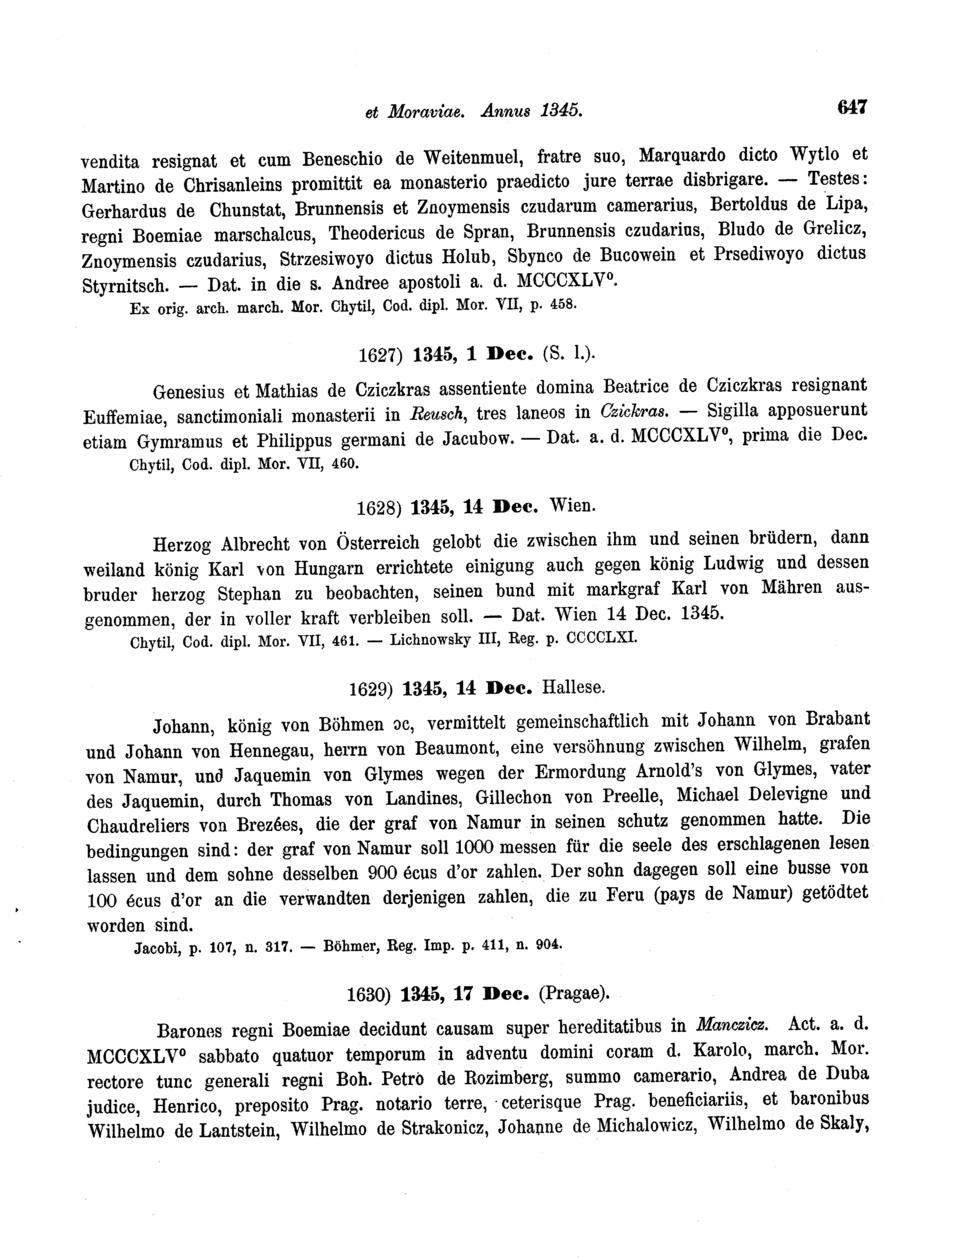 et Moraviae. Annus 1345. 647
vendita resignat et cum Beneschio de Weitenmuel, fratre suo, Marquardo dicto Wytlo et
Martino de Chrisanleins promittit ea monasterio praedicto jure terrae disbrigare. — Testes:
Gerhardus de Chunstat, Brunnensis et Znoymensis czudarum camerarius, Bertoldus de Lipa,
regni Boemiae marschalcus, Theodericus de Spran, Brunnensis czudarius, Bludo de Grelicz,
Znoymensis czudarius, Strzesiwoyo dictus Holub, Sbynco de Bucowein et Prsediwoyo dictus
Styrnitsch. — Dat. in die s. Andree apostoli a. d. MCCCXLV⁰.
Ex orig. arch. march. Mor. Chytil, Cod. dipl. Mor. VII, p. 458.
1627) 1345, 1 Dec. (S. l.).
Genesius et Mathias de Cziczkras assentiente domina Beatrice de Cziczkras resignant
Euffemiae, sanctimoniali monasterii in Reusch, tres laneos in Czickras. — Sigilla apposuerunt
etiam Gymramus et Philippus germani de Jacubow. — Dat. a. d. MCCCXLV⁰, prima die Dec.
Chytil, Cod. dipl. Mor. VII, 460.
1628) 1345, 14 Dec. Wien.
Herzog Albrecht von Österreich gelobt die zwischen ihm und seinen brüdern, dann
weiland könig Karl von Hungarn errichtete einigung auch gegen könig Ludwig und dessen
bruder herzog Stephan zu beobachten, seinen bund mit markgraf Karl von Mähren aus-
genommen, der in voller kraft verbleiben soll. — Dat. Wien 14 Dec. 1345.
Chytil, Cod. dipl. Mor. VII, 461. — Lichnowsky III, Reg. p. CCCCLXI.
1629) 1345, 14 Dec. Hallese.
Johann, könig von Böhmen ɔc, vermittelt gemeinschaftlich mit Johann von Brabant
und Johann von Hennegau, herrn von Beaumont, eine versöhnung zwischen Wilhelm, grafen
von Namur, und Jaquemin von Glymes wegen der Ermordung Arnold's von Glymes, vater
des Jaquemin, durch Thomas von Landines, Gillechon von Preelle, Michael Delevigne und
Chaudreliers von Brezées, die der graf von Namur in seinen schutz genommen hatte. Die
bedingungen sind: der graf von Namur soll 1000 messen für die seele des erschlagenen lesen
lassen und dem sohne desselben 900 écus d'or zahlen. Der sohn dagegen soll eine busse von
100 écus d'or an die verwandten derjenigen zahlen, die zu Feru (pays de Namur) getödtet
worden sind.
Jacobi, p. 107, n. 317. — Böhmer, Reg. Imp. p. 411, n. 904.
1630) 1345, 17 Dec. (Pragae).
Barones regni Boemiae decidunt causam super hereditatibus in Manczicz. Act. a. d.
MCCCXLV⁰ sabbato quatuor temporum in adventu domini coram d. Karolo, march. Mor.
rectore tunc generali regni Boh. Petro de Rozimberg, summo camerario, Andrea de Duba
judice, Henrico, preposito Prag. notario terre, ceterisque Prag. beneficiariis, et baronibus
Wilhelmo de Lantstein, Wilhelmo de Strakonicz, Johanne de Michalowicz, Wilhelmo de Skaly,